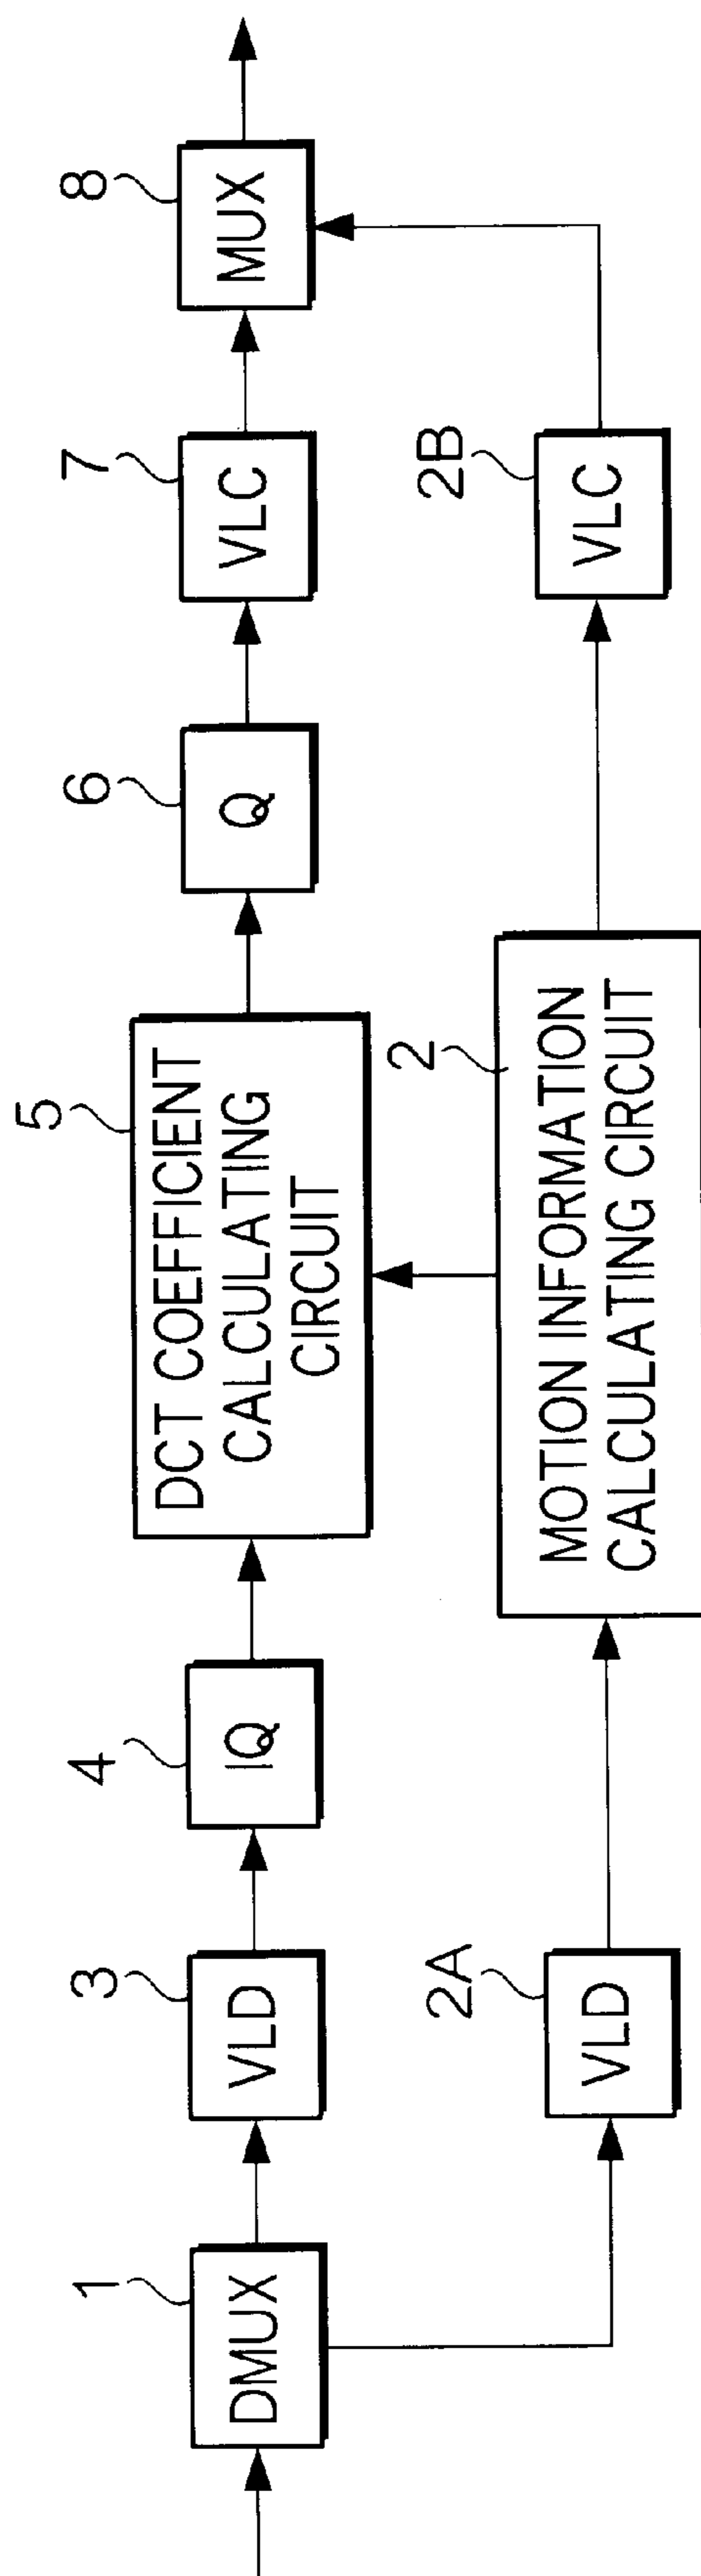 1
DMUX
3
VLD
4
IQ
5
DCT COEFFICIENT
CALCULATING
CIRCUIT
6
Q
7
VLC
8
MUX
2A
VLD
2
MOTION INFORMATION
CALCULATING CIRCUIT
2B
VLC